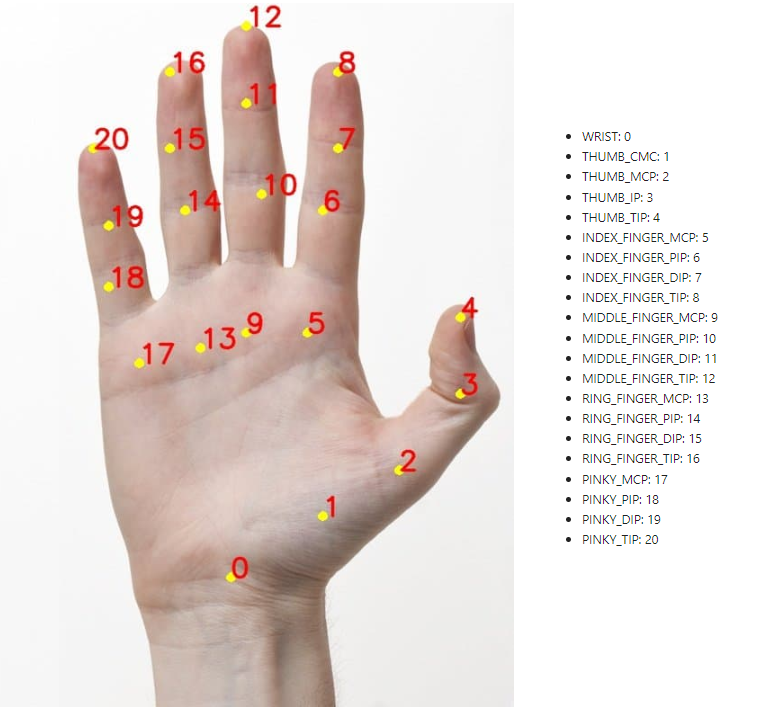 12
16
8
11
20
15
7
10
14
6
19
18
9
5
13
17
4
3
2
1
0
WRIST: 0
THUMB_CMC: 1
THUMB_MCP: 2
THUMB_IP: 3
THUMB_TIP: 4
INDEX_FINGER_MCP: 5
INDEX_FINGER_PIP: 6
INDEX_FINGER_DIP: 7
INDEX_FINGER_TIP: 8
MIDDLE_FINGER_MCP: 9
MIDDLE_FINGER_PIP: 10
MIDDLE_FINGER_DIP: 11
MIDDLE_FINGER_TIP: 12
RING_FINGER_MCP: 13
RING_FINGER_PIP: 14
RING_FINGER_DIP: 15
RING_FINGER_TIP: 16
PINKY_MCP: 17
PINKY_PIP: 18
PINKY_DIP: 19
PINKY_TIP: 20